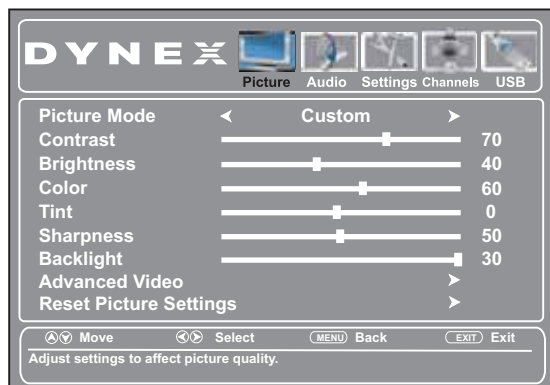 DYNEX
Picture Audio Settings Channels USB
Picture Mode Custom
Contrast 70
Brightness 40
Color 60
Tint 0
Sharpness 50
Backlight 30
Advanced Video
Reset Picture Settings
Move Select MENU Back EXIT Exit
Adjust settings to affect picture quality.